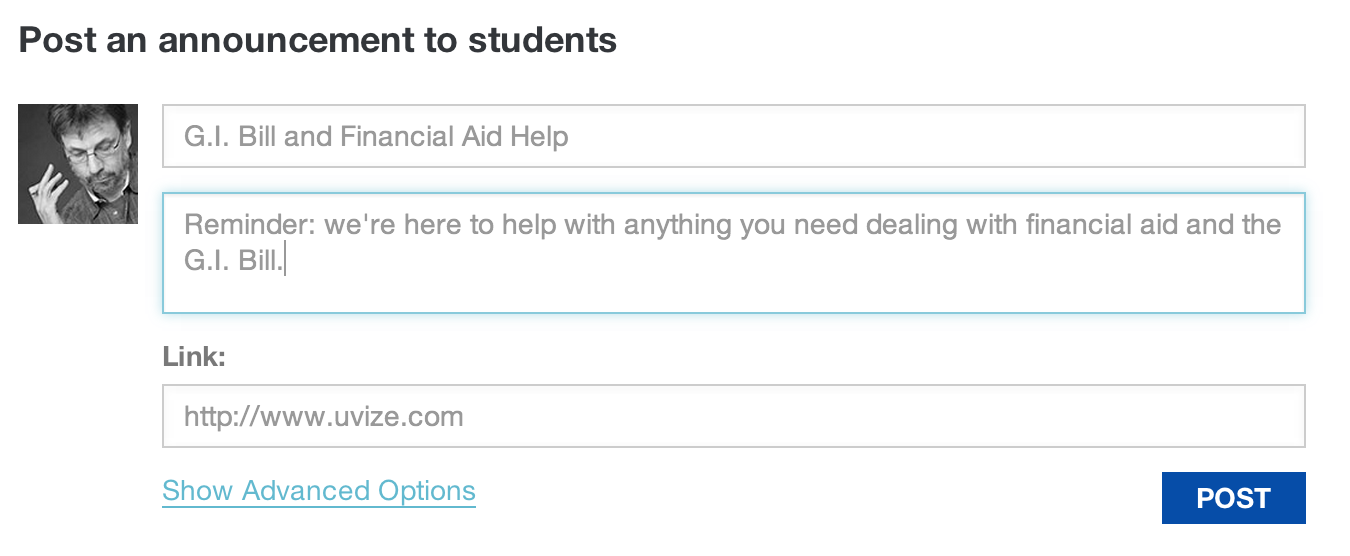 Post an announcement to students
G.I. Bill and Financial Aid Help
Reminder: we're here to help with anything you need dealing with financial aid and the
G.I. Bill.
Link:
http://www.uvize.com
Show Advanced Options
POST